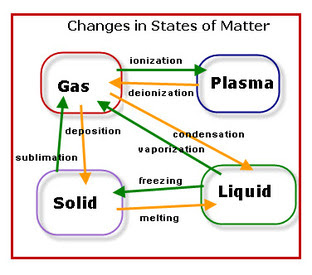 Changes in States of Matter
ionization
Gas
Plasma
deionization
deposition
condensation
vaporization
sublimation
freezing
Solid
Liquid
melting